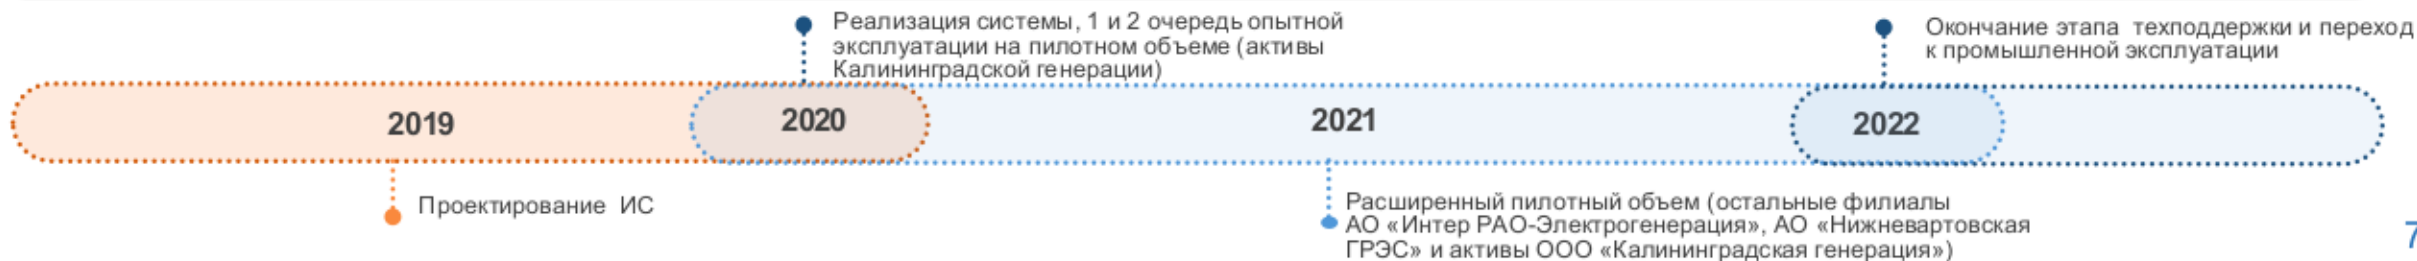 Реализация системы, 1 и 2 очередь опытной
эксплуатации на пилотном объеме (активы
Калининградской генерации)
Окончание этапа техподдержки и переход
к промышленной эксплуатации
2019
2020
2021
2022
Проектирование ИС
Расширенный пилотный объем (остальные филиалы
АО «Интер РАО-Электрогенерация», АО «Нижневартовская
ГРЭС» и активы ООО «Калининградская генерация»)
7